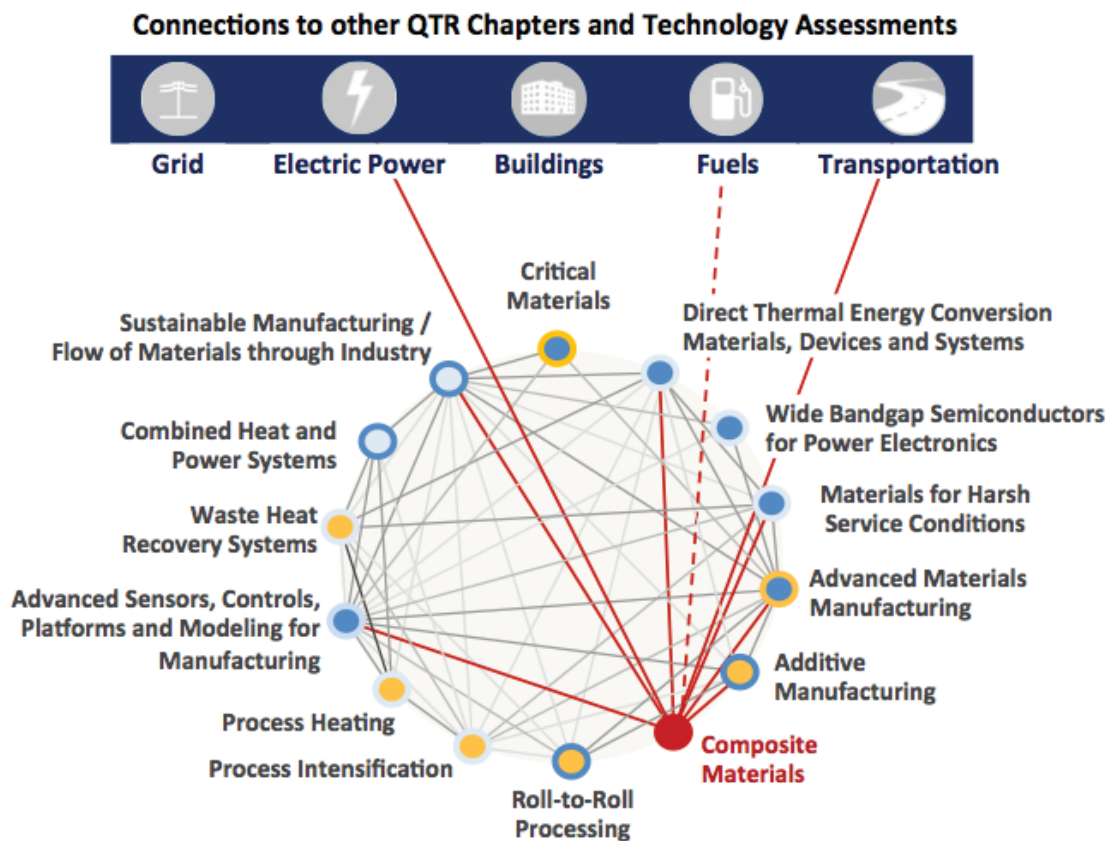 Connections to other QTR Chapters and Technology Assessments
Grid
Electric Power
Buildings
Fuels
Transportation
Critical
Materials
Sustainable Manufacturing /
Flow of Materials through Industry
Direct Thermal Energy Conversion
Materials, Devices and Systems
Combined Heat and
Power Systems
Wide Bandgap Semiconductors
for Power Electronics
Waste Heat
Recovery Systems
Materials for Harsh
Service Conditions
Advanced Sensors, Controls,
Platforms and Modeling for
Manufacturing
Advanced Materials
Manufacturing
Additive
Manufacturing
Process Heating
Process Intensification
Composite
Materials
Roll-to-Roll
Processing